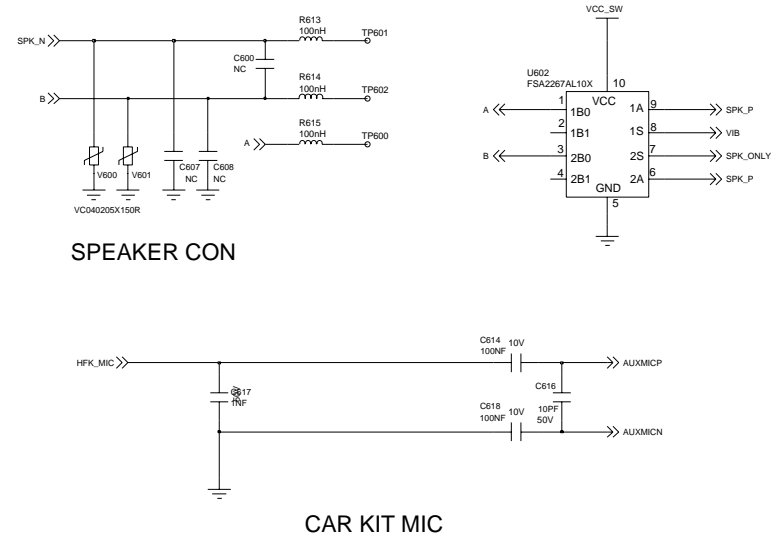 R613
100nH
TP601
SPK_N
C600
NC
R614
100nH
TP602
B
R615
100nH
TP600
A
V600
V601
C607
NC
C608
NC
VC040205X150R
SPEAKER CON
VCC_SW
U602
FSA2267AL10X
10
VCC
A
1
1B0
1A
9
SPK_P
2
1B1
1S
8
VIB
B
3
2B0
2S
7
SPK_ONLY
4
2B1
2A
6
SPK_P
GND
5
HFK_MIC
C614
10V
100NF
AUXMICP
C617
1NF
C616
10PF
50V
C618
10V
100NF
AUXMICN
CAR KIT MIC